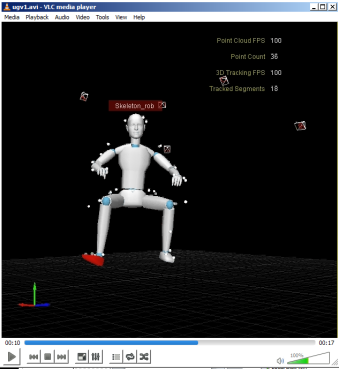 ugv1.avi - VLC media player
Media Playback Audio Video Tools View Help
Point Cloud FPS 100
Point Count 36
3D Tracking FPS 100
Tracked Segments 18
Skeleton_rob
00:10
00:17
100%